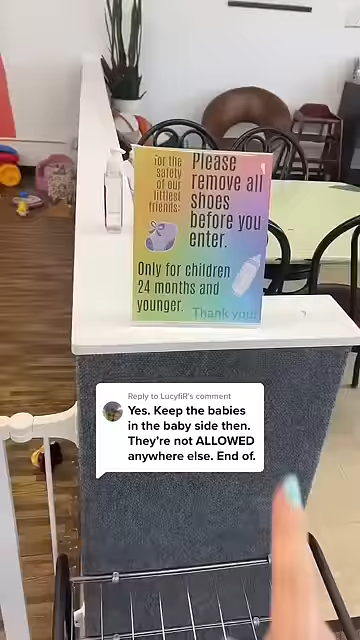 for the
safety
of our
littlest
friends:
Please
remove all
shoes
before you
enter.
Only for children
24 months and
younger.
Thank you!
Reply to LucyfiR's comment
Yes. Keep the babies
in the baby side then.
They're not ALLOWED
anywhere else. End of.